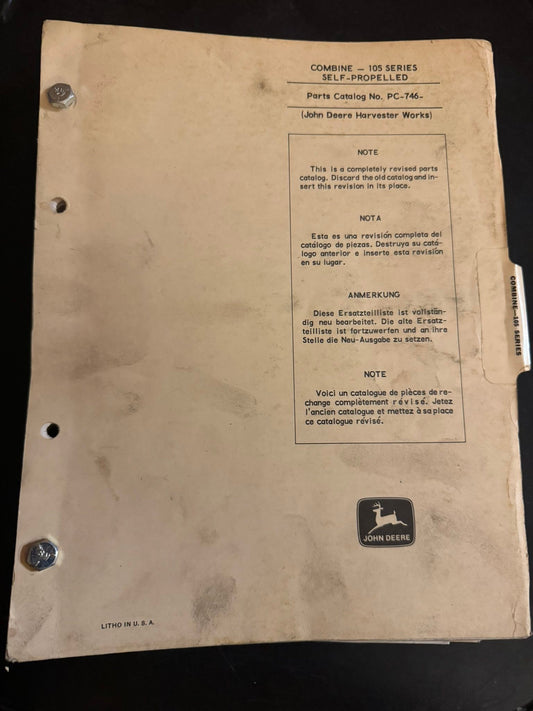 COMBINE — 105 SERIES
SELF-PROPELLED
Parts Catalog No. PC-746-
(John Deere Harvester Works)
NOTE
This is a completely revised parts
catalog. Discard the old catalog and in-
sert this revision in its place.
NOTA
Esta es una revisión completa del
catálogo de piezas. Destruya su catá-
logo anterior e inserte esta revisión
en su lugar.
ANMERKUNG
Diese Ersatzteilliste ist vollstän-
dig neu bearbeitet. Die alte Ersatz-
teilliste ist fortzuwerfen und an ihre
Stelle die Neu-Ausgabe zu setzen.
NOTE
Voici un catalogue de pièces de re-
change complètement révisé. Jetez
l'ancien catalogue et mettez à sa place
ce catalogue révisé.
COMBINE—105 SERIES
JOHN DEERE
LITHO IN U. S. A.